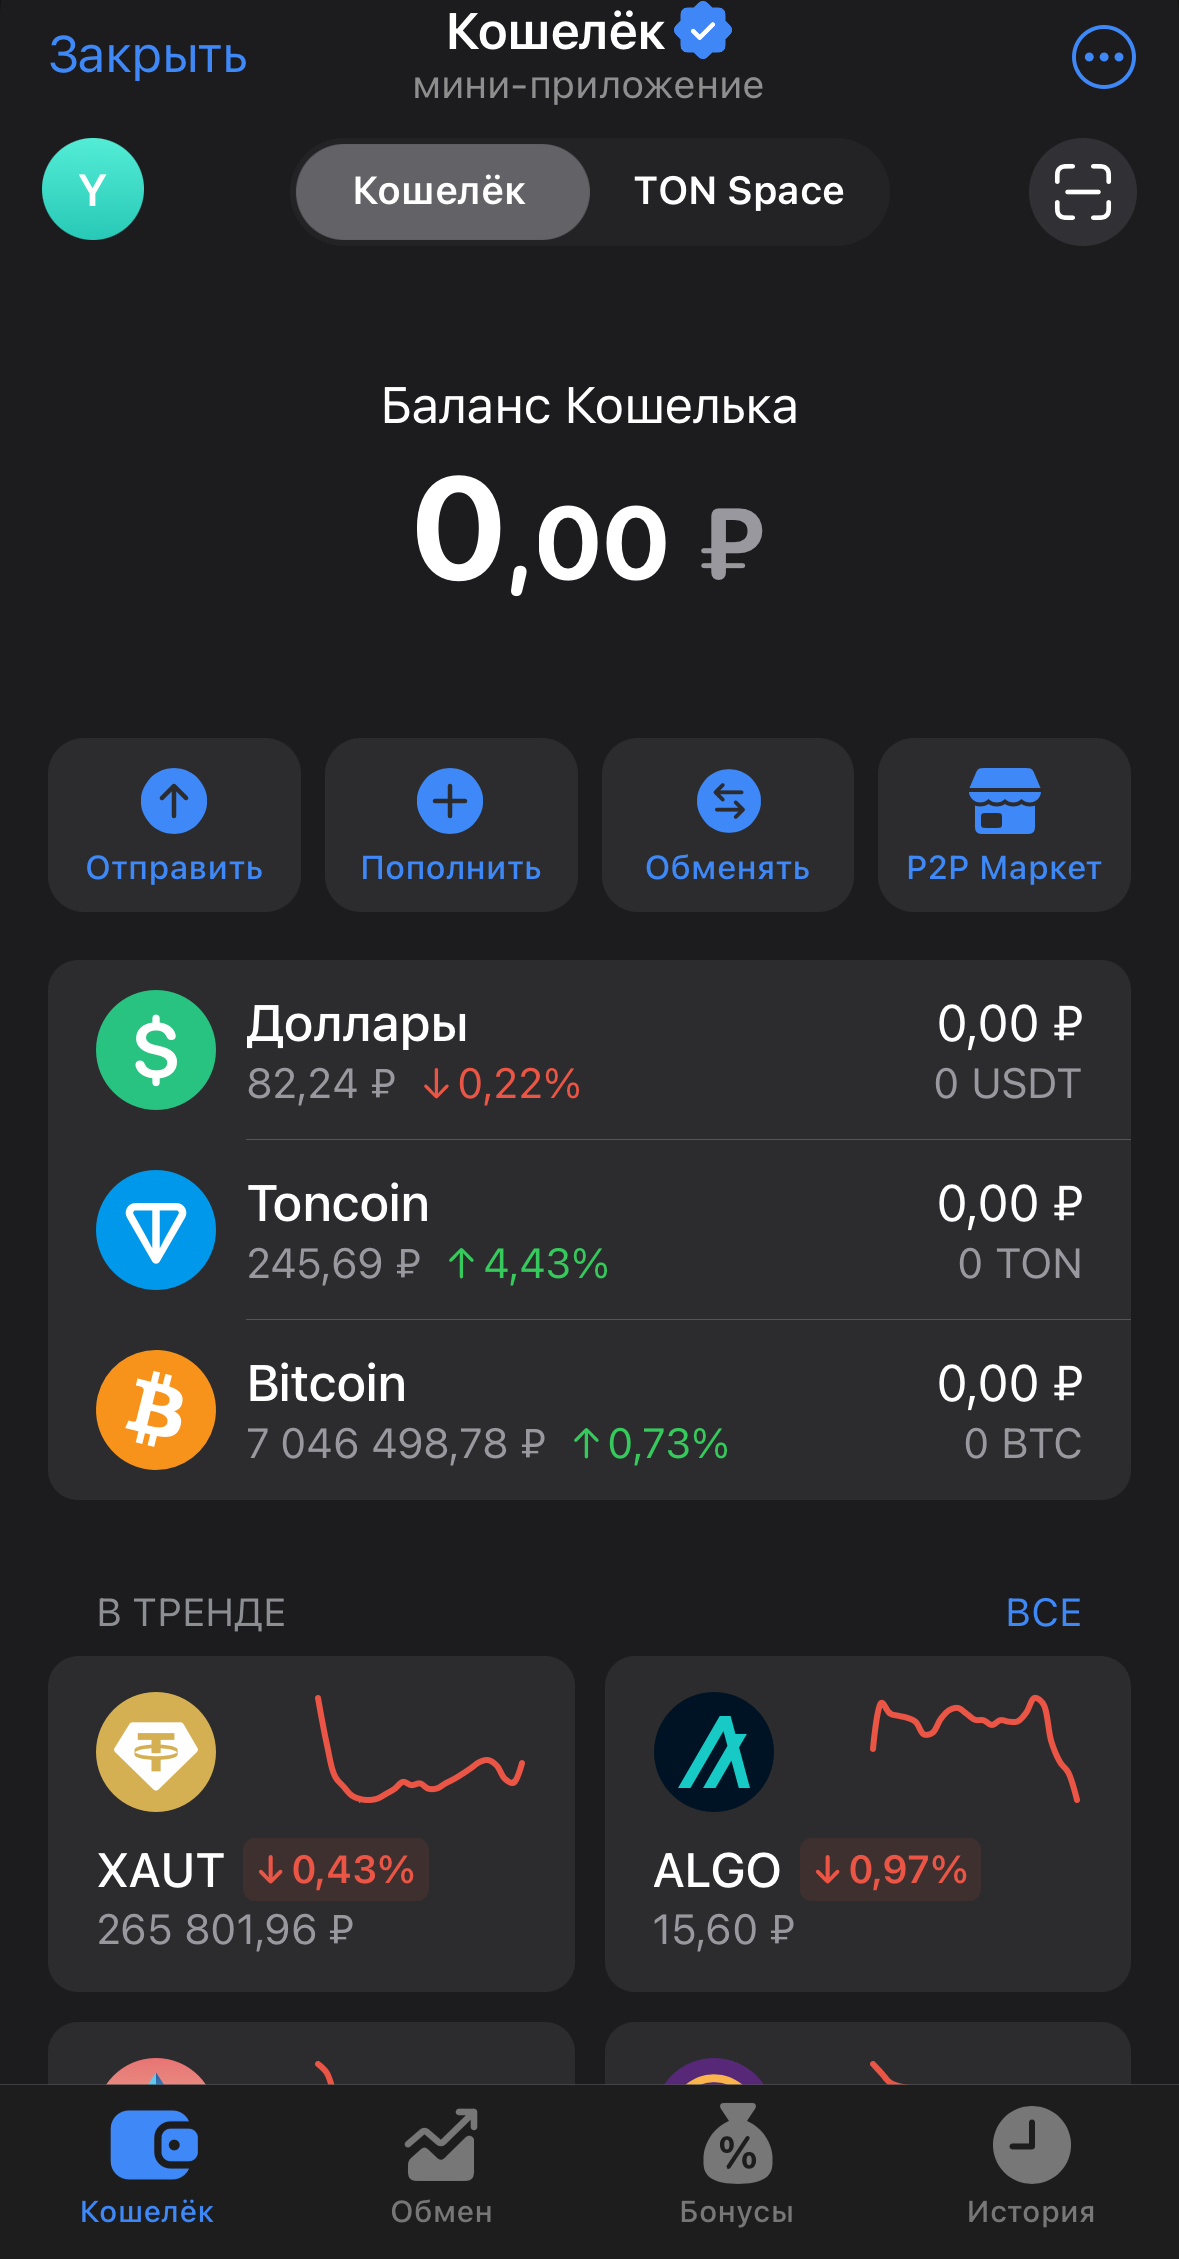 Закрыть
Кошелёк
мини-приложение
Y
Кошелёк
TON Space
Баланс Кошелька
0,00 ₽
Отправить
Пополнить
Обменять
P2P Маркет
Доллары
0,00 ₽
82,24 ₽ ↓0,22%
0 USDT
Toncoin
0,00 ₽
245,69 ₽ ↑4,43%
0 TON
Bitcoin
0,00 ₽
7 046 498,78 ₽ ↑0,73%
0 BTC
В ТРЕНДЕ
ВСЕ
XAUT ↓0,43%
265 801,96 ₽
ALGO ↓0,97%
15,60 ₽
Кошелёк
Обмен
Бонусы
История